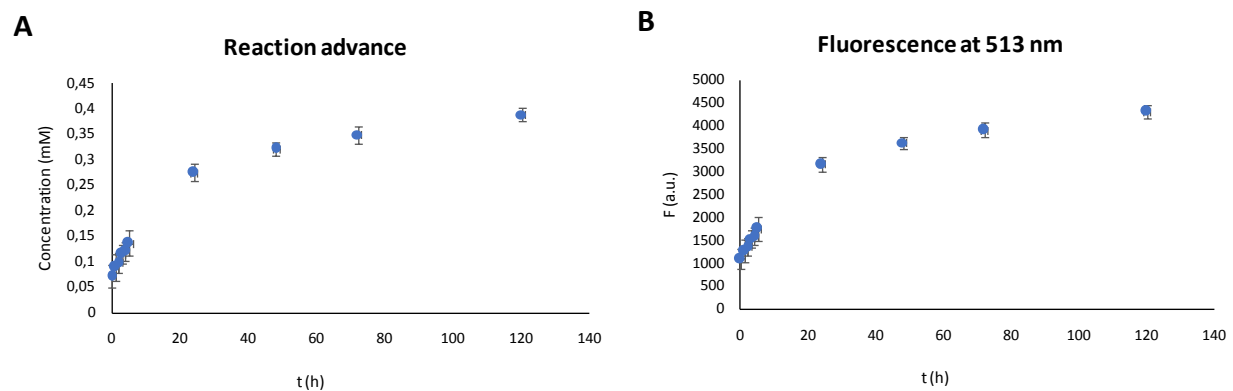 A
Reaction advance
Concentration (mM)
0,45
0,4
0,35
0,3
0,25
0,2
0,15
0,1
0,05
0
0 20 40 60 80 100 120 140
t (h)
B
Fluorescence at 513 nm
F (a.u.)
5000
4500
4000
3500
3000
2500
2000
1500
1000
500
0
0 20 40 60 80 100 120 140
t (h)